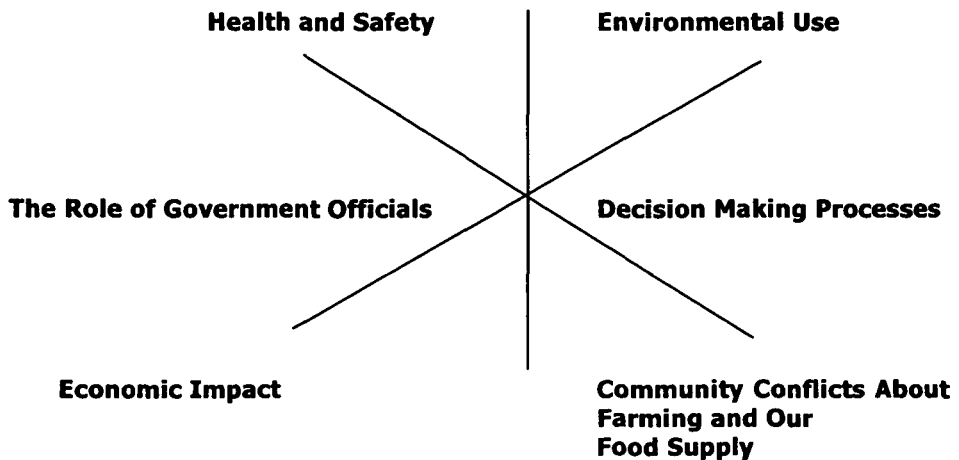 Health and Safety
Environmental Use
The Role of Government Officials
Decision Making Processes
Economic Impact
Community Conflicts About
Farming and Our
Food Supply